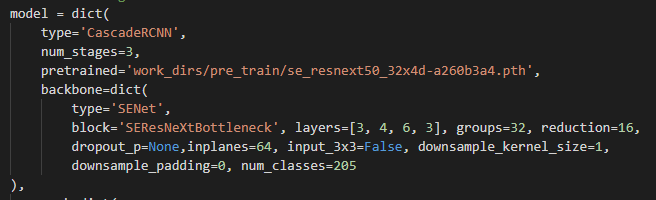 model = dict(
type='CascadeRCNN',
num_stages=3,
pretrained='work_dirs/pre_train/se_resnext50_32x4d-a260b3a4.pth',
backbone=dict(
type='SENet',
block='SEResNeXtBottleneck', layers=[3, 4, 6, 3], groups=32, reduction=16,
dropout_p=None,inplanes=64, input_3x3=False, downsample_kernel_size=1,
downsample_padding=0, num_classes=205
),